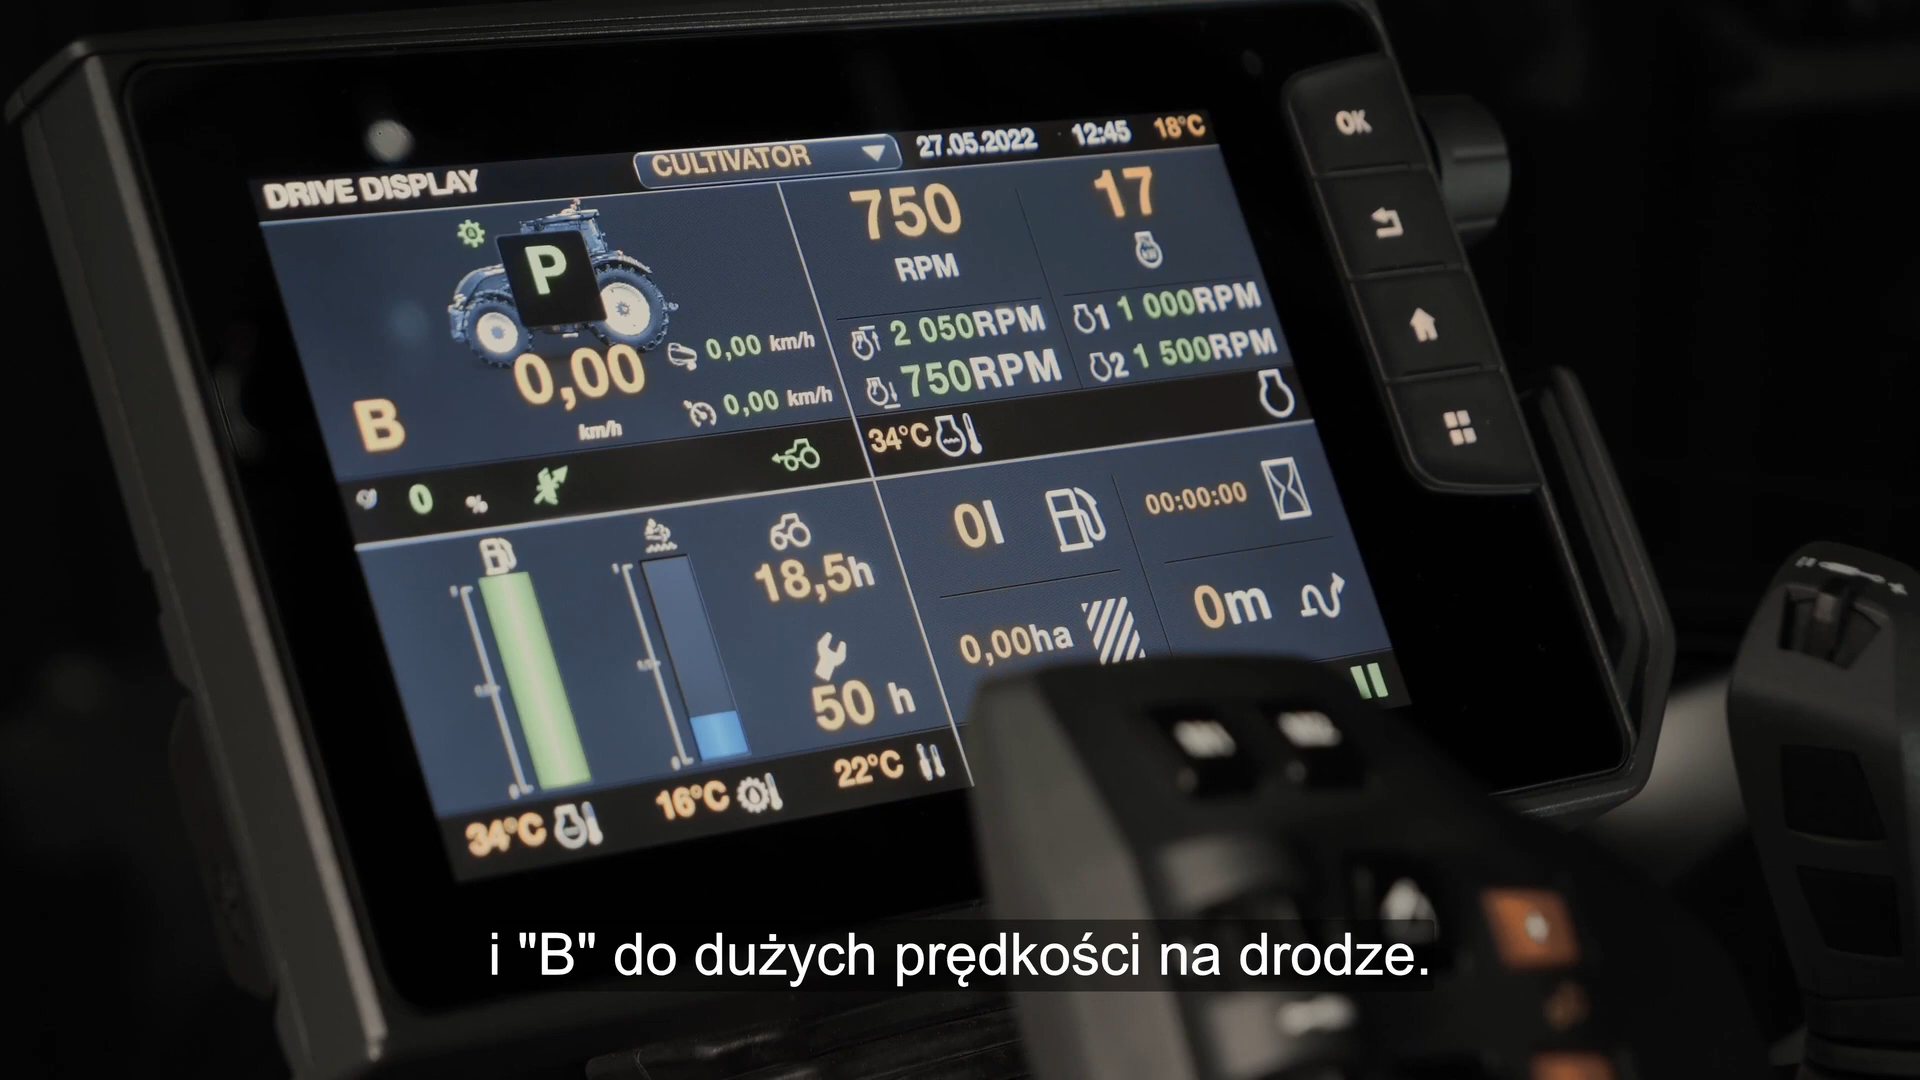 DRIVE DISPLAY
CULTIVATOR
27.05.2022
12:45
18°C
P
B
0,00
km/h
0,00 km/h
0,00 km/h
750
RPM
17
2 050RPM
750RPM
1 1 000RPM
2 1 500RPM
0 %
34°C
18,5h
50 h
0l
00:00:00
0,00ha
0m
34°C
16°C
22°C
OK
i "B" do dużych prędkości na drodze.